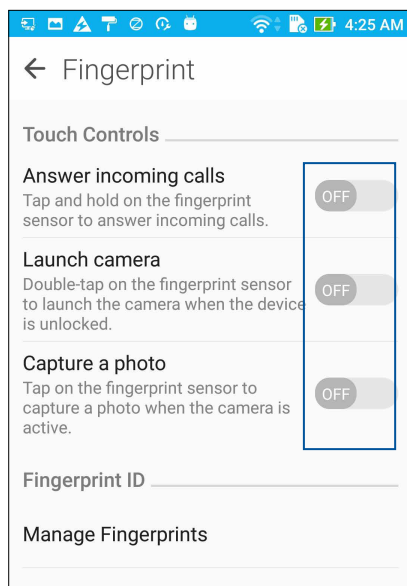 4:25 AM
Fingerprint
Touch Controls
Answer incoming calls
Tap and hold on the fingerprint
sensor to answer incoming calls.
OFF
Launch camera
Double-tap on the fingerprint sensor
to launch the camera when the device
is unlocked.
OFF
Capture a photo
Tap on the fingerprint sensor to
capture a photo when the camera is
active.
OFF
Fingerprint ID
Manage Fingerprints